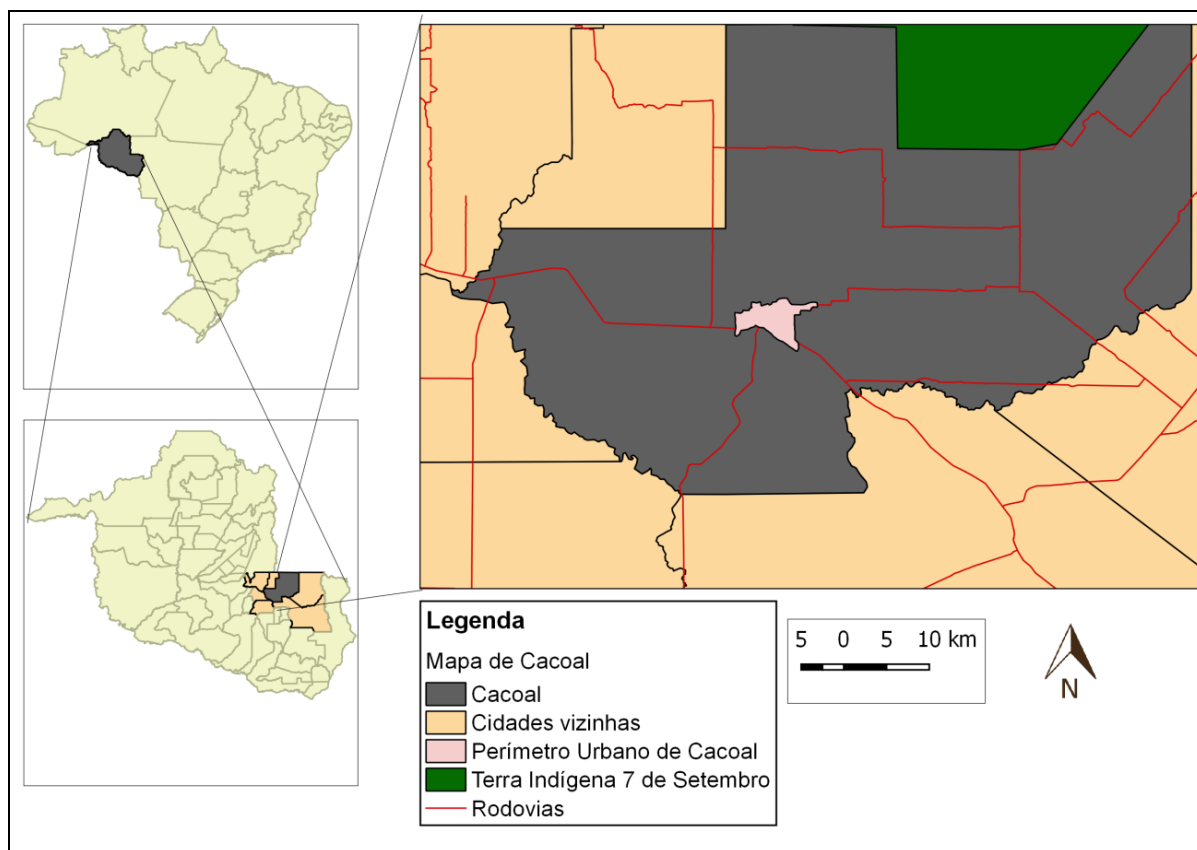 Legenda
Mapa de Cacoal
Cacoal
Cidades vizinhas
Perímetro Urbano de Cacoal
Terra Indígena 7 de Setembro
Rodovias
5 0 5 10 km
N